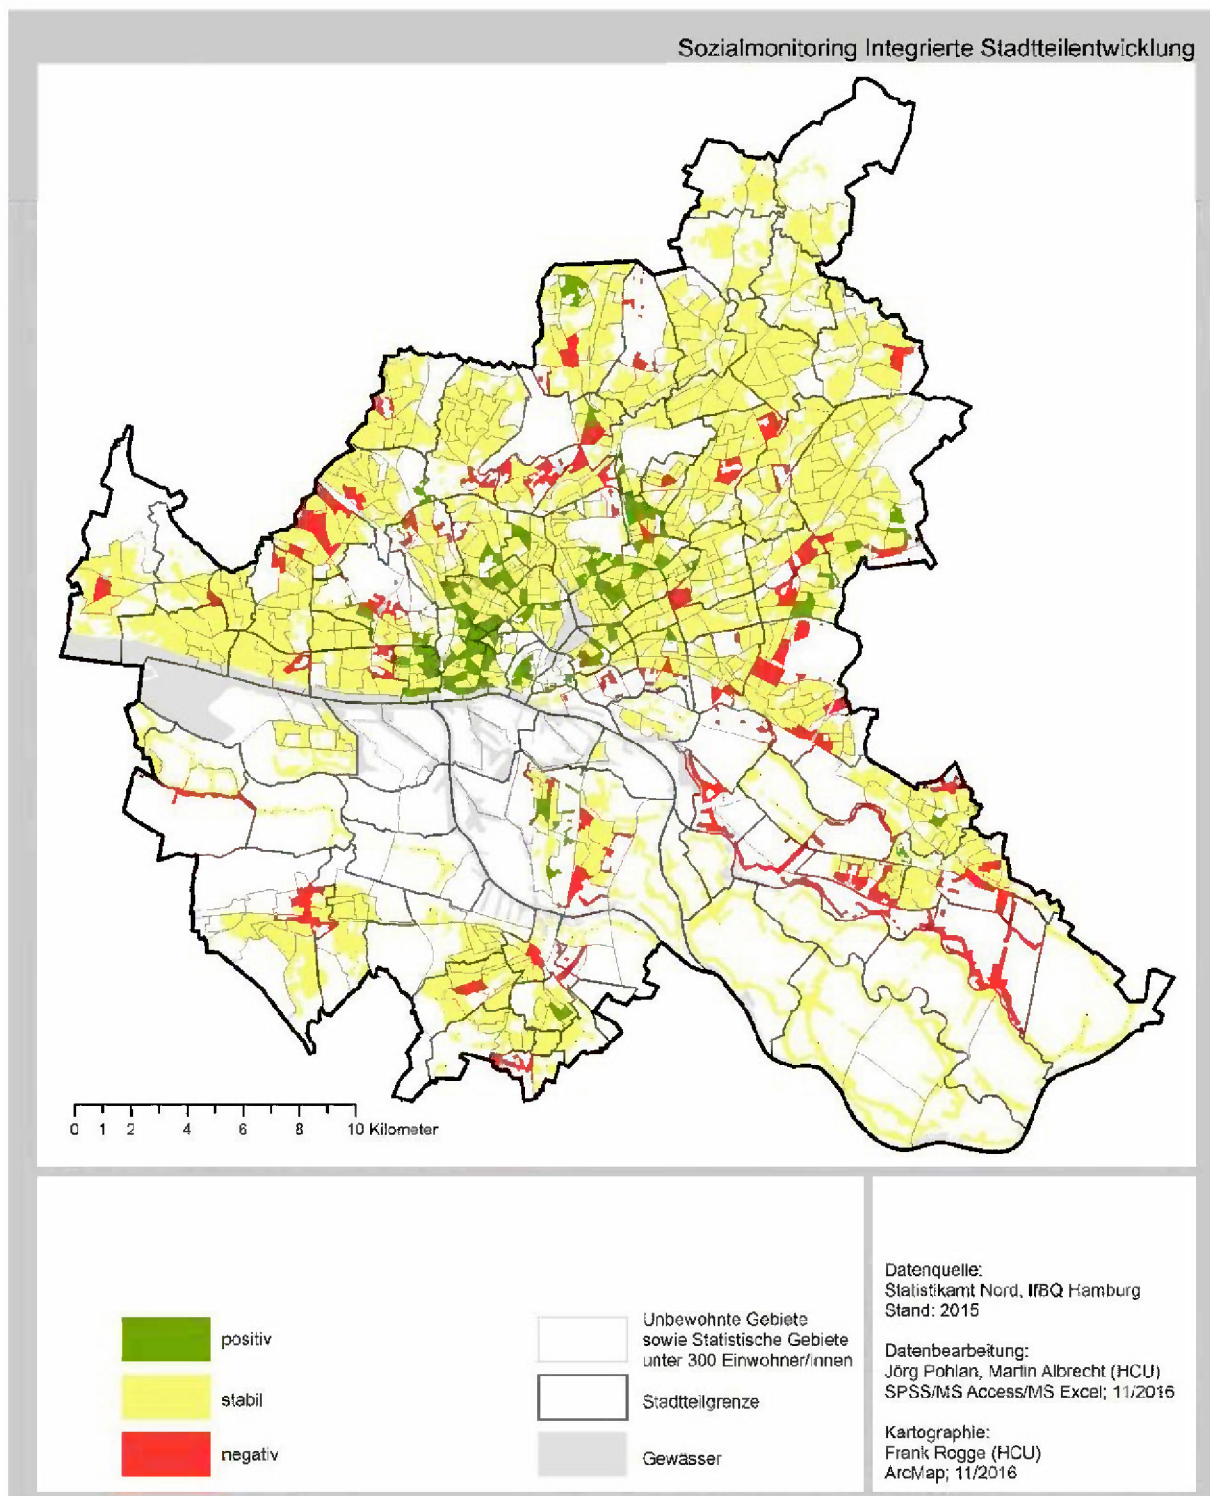 Sozialmonitoring Integrierte Stadtteilentwicklung
0 1 2 4 6 8 10 Kilometer
positiv
stabil
negativ
Unbewohnte Gebiete
sowie Statistische Gebiete
unter 300 Einwohner/innen
Stadtteilgrenze
Gewässer
Datenquelle:
Statistikamt Nord, IfBQ Hamburg
Stand: 2015
Datenbearbeitung:
Jörg Pohlan, Martin Albrecht (HCU)
SPSS/MS Access/MS Excel; 11/2016
Kartographie:
Frank Rogge (HCU)
ArcMap; 11/2016